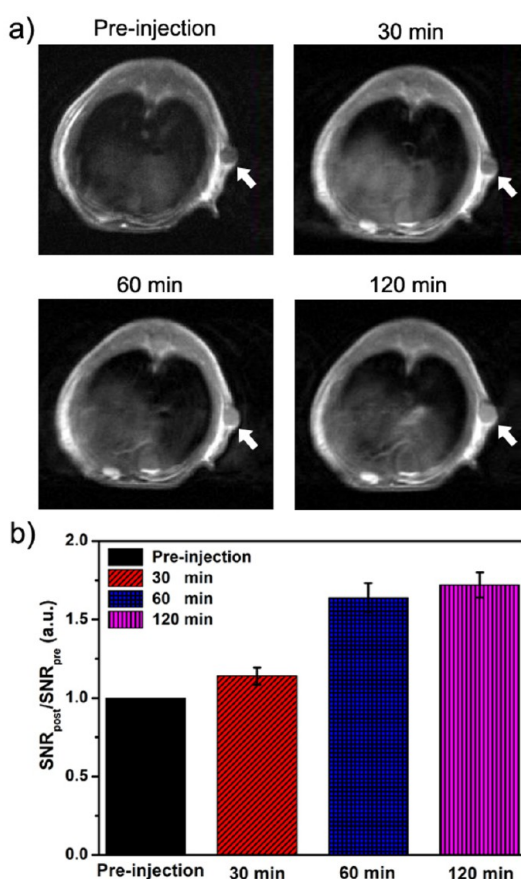 a)
Pre-injection
30 min
60 min
120 min
b)
SNRpost/SNRpre (a.u.)
2.0
1.5
1.0
0.5
0.0
Pre-injection
30 min
60 min
120 min
Pre-injection
30 min
60 min
120 min